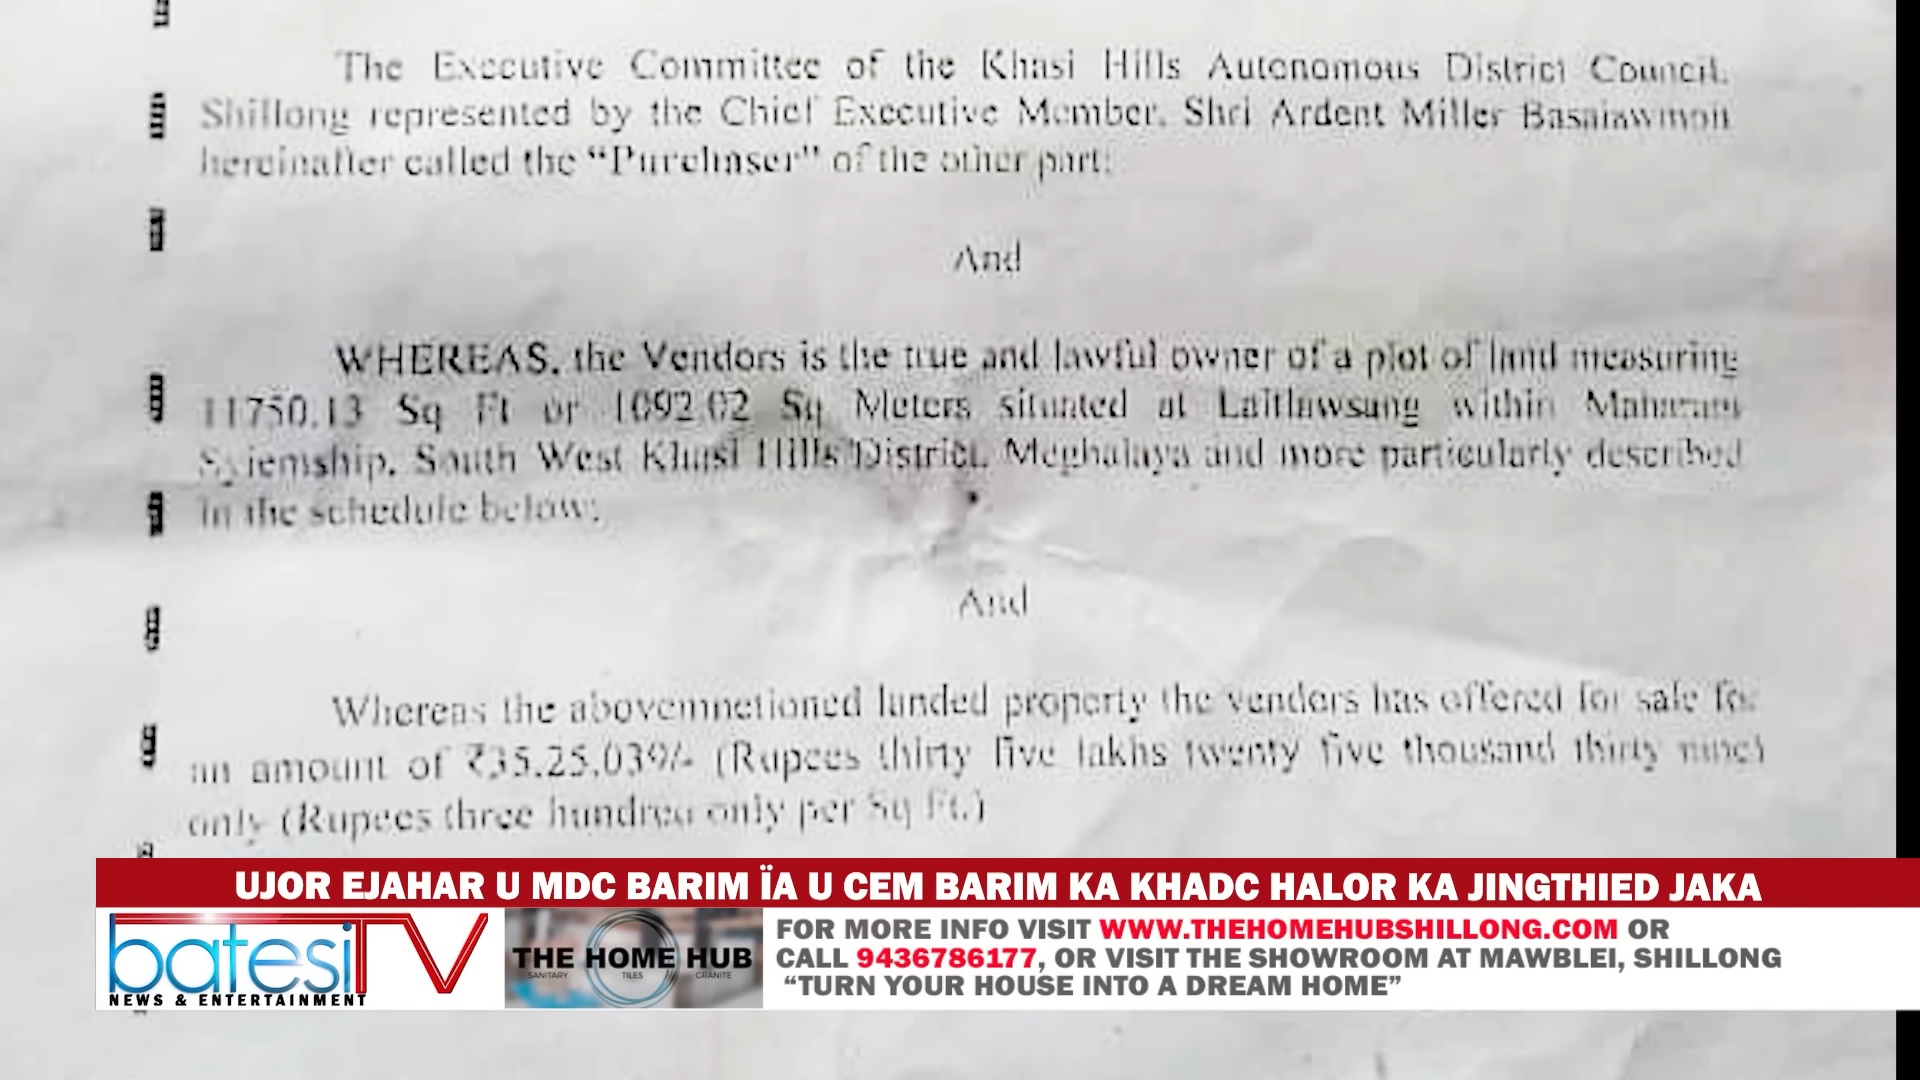 The Executive Committee of the Khasi Hills Autonomous District Council,
Shillong represented by the Chief Executive Member, Shri Ardent Miller Basaiawmoit
hereinafter called the “Purchaser” of the other part;
And
WHEREAS, the Vendors is the true and lawful owner of a plot of land measuring
11750.13 Sq Ft or 1092.02 Sq Meters situated at Laitlawsang within Maharam
Syiemship, South West Khasi Hills District, Meghalaya and more particularly described
in the schedule below;
And
Whereas the abovemnetioned landed property the vendors has offered for sale for
an amount of ₹35,25,039/- (Rupees thirty five lakhs twenty five thousand thirty nine)
only (Rupees three hundred only per Sq Ft.)
UJOR EJAHAR U MDC BARIM ÏA U CEM BARIM KA KHADC HALOR KA JINGTHIED JAKA
batesi TV
NEWS & ENTERTAINMENT
THE HOME HUB
SANITARY TILES GRANITE
FOR MORE INFO VISIT WWW.THEHOMEHUBSHILLONG.COM OR
CALL 9436786177, OR VISIT THE SHOWROOM AT MAWBLEI, SHILLONG
“TURN YOUR HOUSE INTO A DREAM HOME”